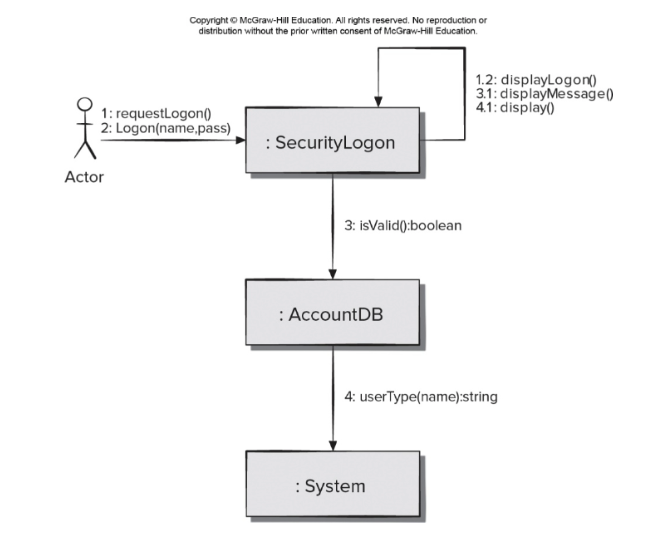 Copyright © McGraw-Hill Education. All rights reserved. No reproduction or
distribution without the prior written consent of McGraw-Hill Education.
1.2: displayLogon()
3.1: displayMessage()
4.1: display()
1: requestLogon()
2: Logon(name,pass)
: SecurityLogon
Actor
3: isValid():boolean
: AccountDB
4: userType(name):string
: System